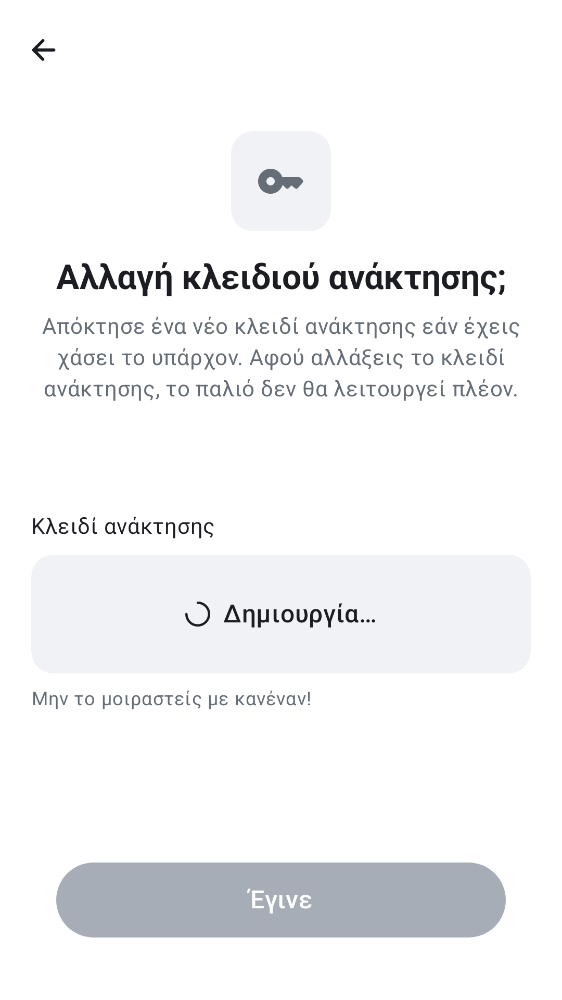 Αλλαγή κλειδιού ανάκτησης;
Απόκτησε ένα νέο κλειδί ανάκτησης εάν έχεις
χάσει το υπάρχον. Αφού αλλάξεις το κλειδί
ανάκτησης, το παλιό δεν θα λειτουργεί πλέον.
Κλειδί ανάκτησης
Δημιουργία…
Μην το μοιραστείς με κανέναν!
Έγινε